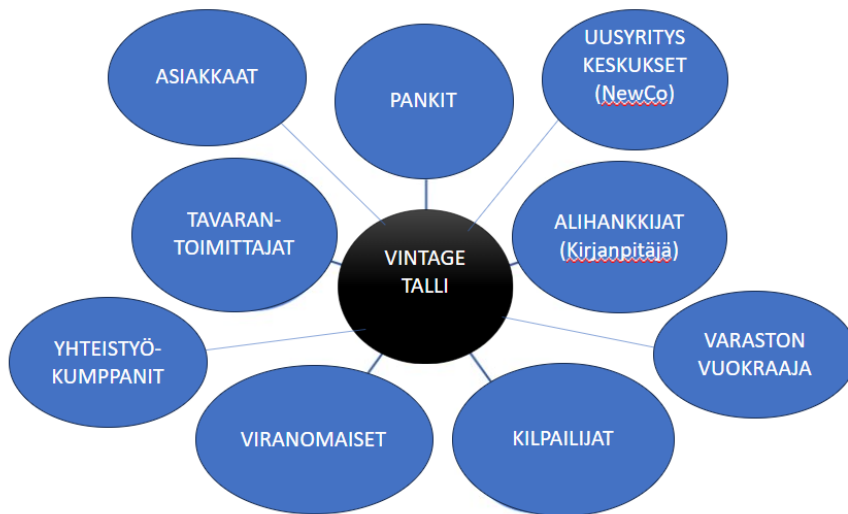 ASIAKKAAT
PANKIT
UUSYRITYS
KESKUKSET
(NewCo)
TAVARAN-
TOIMITTAJAT
VINTAGE
TALLI
ALIHANKKIJAT
(Kirjanpitäjä)
YHTEISTYÖ-
KUMPPANIT
VARASTON
VUOKRAAJA
VIRANOMAISET
KILPAILIJAT